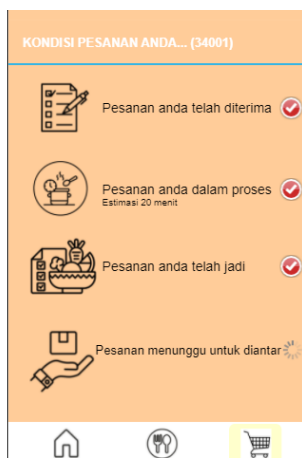 KONDISI PESANAN ANDA... (34001)
Pesanan anda telah diterima
Pesanan anda dalam proses
Estimasi 20 menit
Pesanan anda telah jadi
Pesanan menunggu untuk diantar